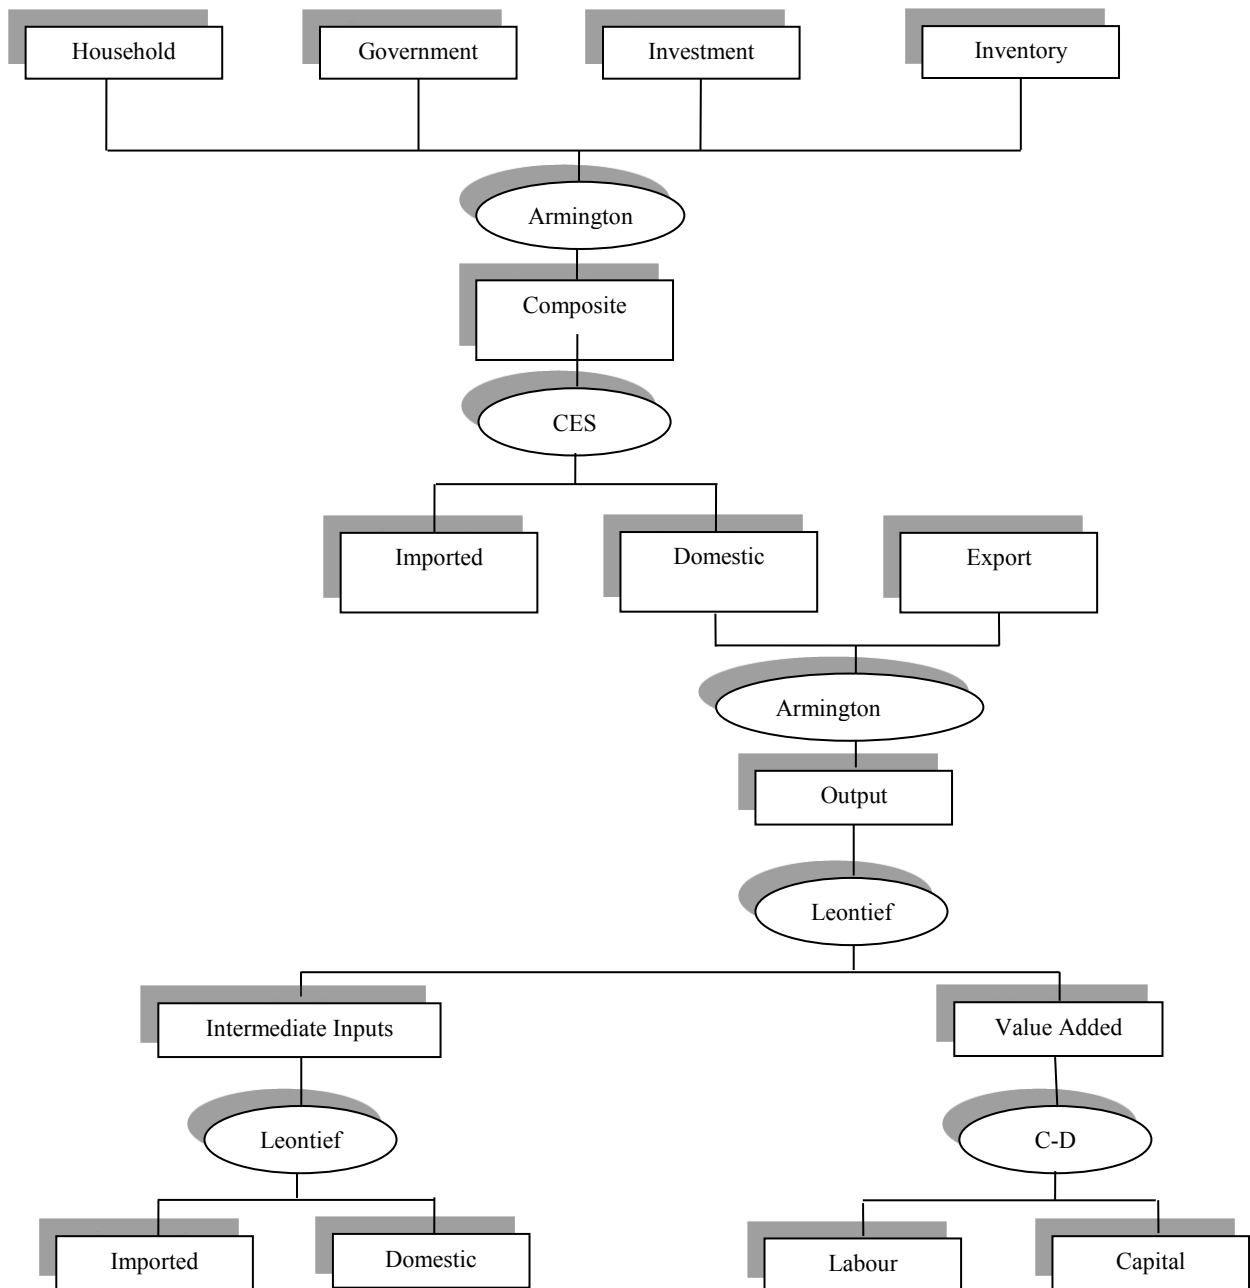 Household
Government
Investment
Inventory
Armington
Composite
CES
Imported
Domestic
Export
Armington
Output
Leontief
Intermediate Inputs
Value Added
Leontief
C-D
Imported
Domestic
Labour
Capital